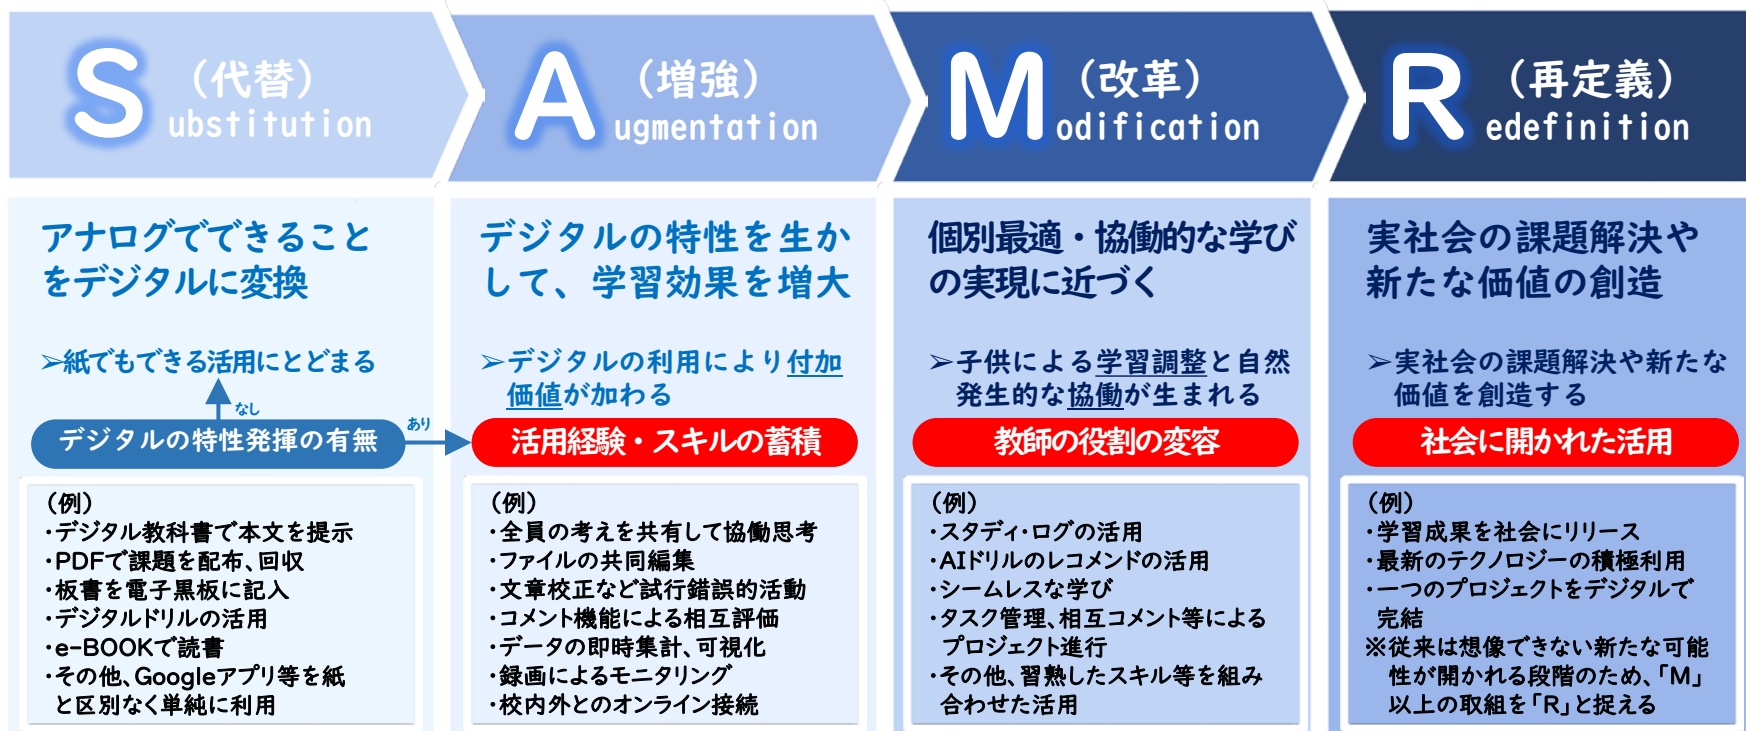 S（代替）
ubstitution
A（増強）
ugmentation
M（改革）
odification
R（再定義）
edefinition
アナログでできること
をデジタルに変換
➢紙でもできる活用にとどまる
なし
デジタルの特性発揮の有無
あり
（例）
・デジタル教科書で本文を提示
・PDFで課題を配布、回収
・板書を電子黒板に記入
・デジタルドリルの活用
・e-BOOKで読書
・その他、Googleアプリ等を紙
と区別なく単純に利用
デジタルの特性を生か
して、学習効果を増大
➢デジタルの利用により付加
価値が加わる
活用経験・スキルの蓄積
（例）
・全員の考えを共有して協働思考
・ファイルの共同編集
・文章校正など試行錯誤的活動
・コメント機能による相互評価
・データの即時集計、可視化
・録画によるモニタリング
・校内外とのオンライン接続
個別最適・協働的な学び
の実現に近づく
➢子供による学習調整と自然
発生的な協働が生まれる
教師の役割の変容
（例）
・スタディ・ログの活用
・AIドリルのレコメンドの活用
・シームレスな学び
・タスク管理、相互コメント等による
プロジェクト進行
・その他、習熟したスキル等を組み
合わせた活用
実社会の課題解決や
新たな価値の創造
➢実社会の課題解決や新たな
価値を創造する
社会に開かれた活用
（例）
・学習成果を社会にリリース
・最新のテクノロジーの積極利用
・一つのプロジェクトをデジタルで
完結
※従来は想像できない新たな可能
性が開かれる段階のため、「M」
以上の取組を「R」と捉える